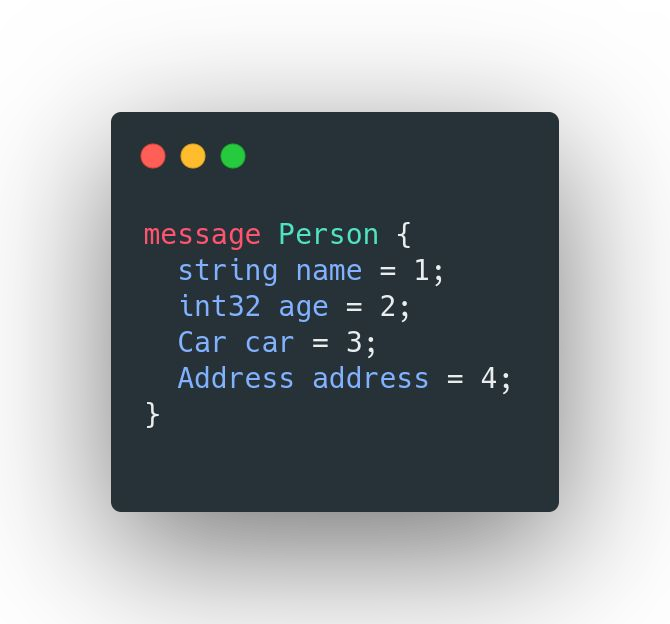 message Person {
  string name = 1;
  int32 age = 2;
  Car car = 3;
  Address address = 4;
}